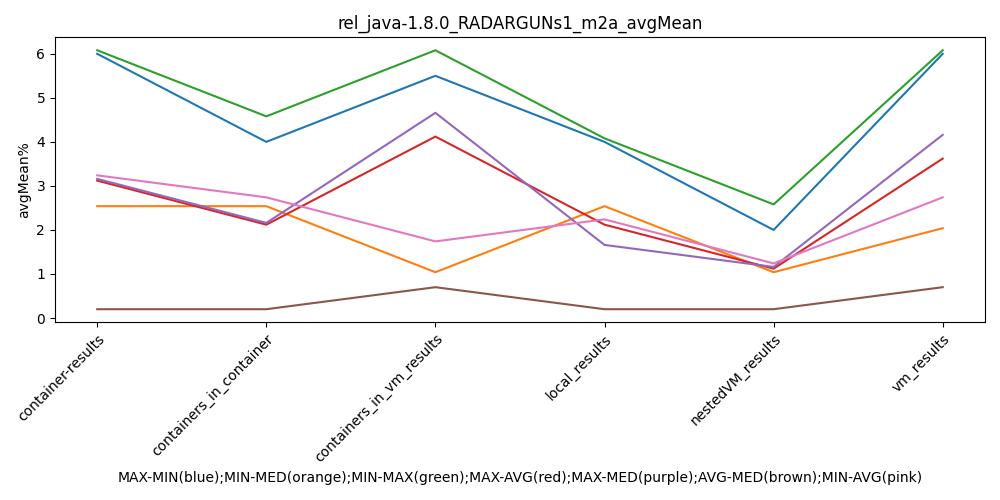 rel_java-1.8.0_RADARGUNs1_m2a_avgMean
avgMean%
6
5
4
3
2
1
0
container-results
containers_in_container
containers_in_vm_results
local_results
nestedVM_results
vm_results
MAX-MIN(blue);MIN-MED(orange);MIN-MAX(green);MAX-AVG(red);MAX-MED(purple);AVG-MED(brown);MIN-AVG(pink)